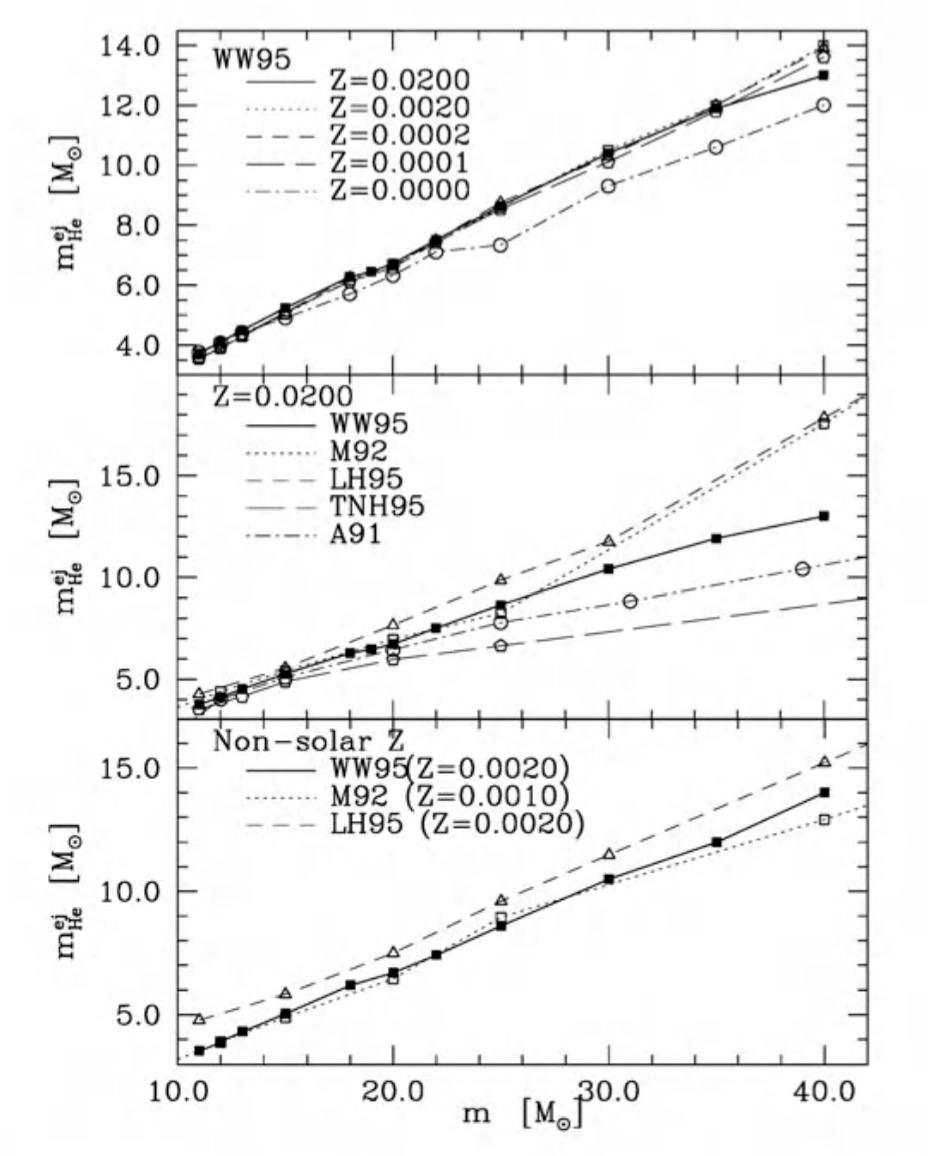 14.0
WW95
Z=0.0200
Z=0.0020
12.0
Z=0.0002
Z=0.0001
10.0
Z=0.0000
8.0
6.0
4.0
m^ej_He [M⊙]
Z=0.0200
WW95
M92
15.0
LH95
TNH95
A91
10.0
5.0
m^ej_He [M⊙]
Non-solar Z
WW95(Z=0.0020)
15.0
M92 (Z=0.0010)
LH95 (Z=0.0020)
10.0
5.0
m^ej_He [M⊙]
10.0 20.0 30.0 40.0
m [M⊙]